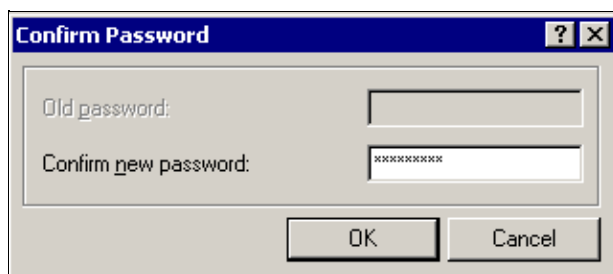 Confirm Password
Old password:
Confirm new password: *********
OK Cancel